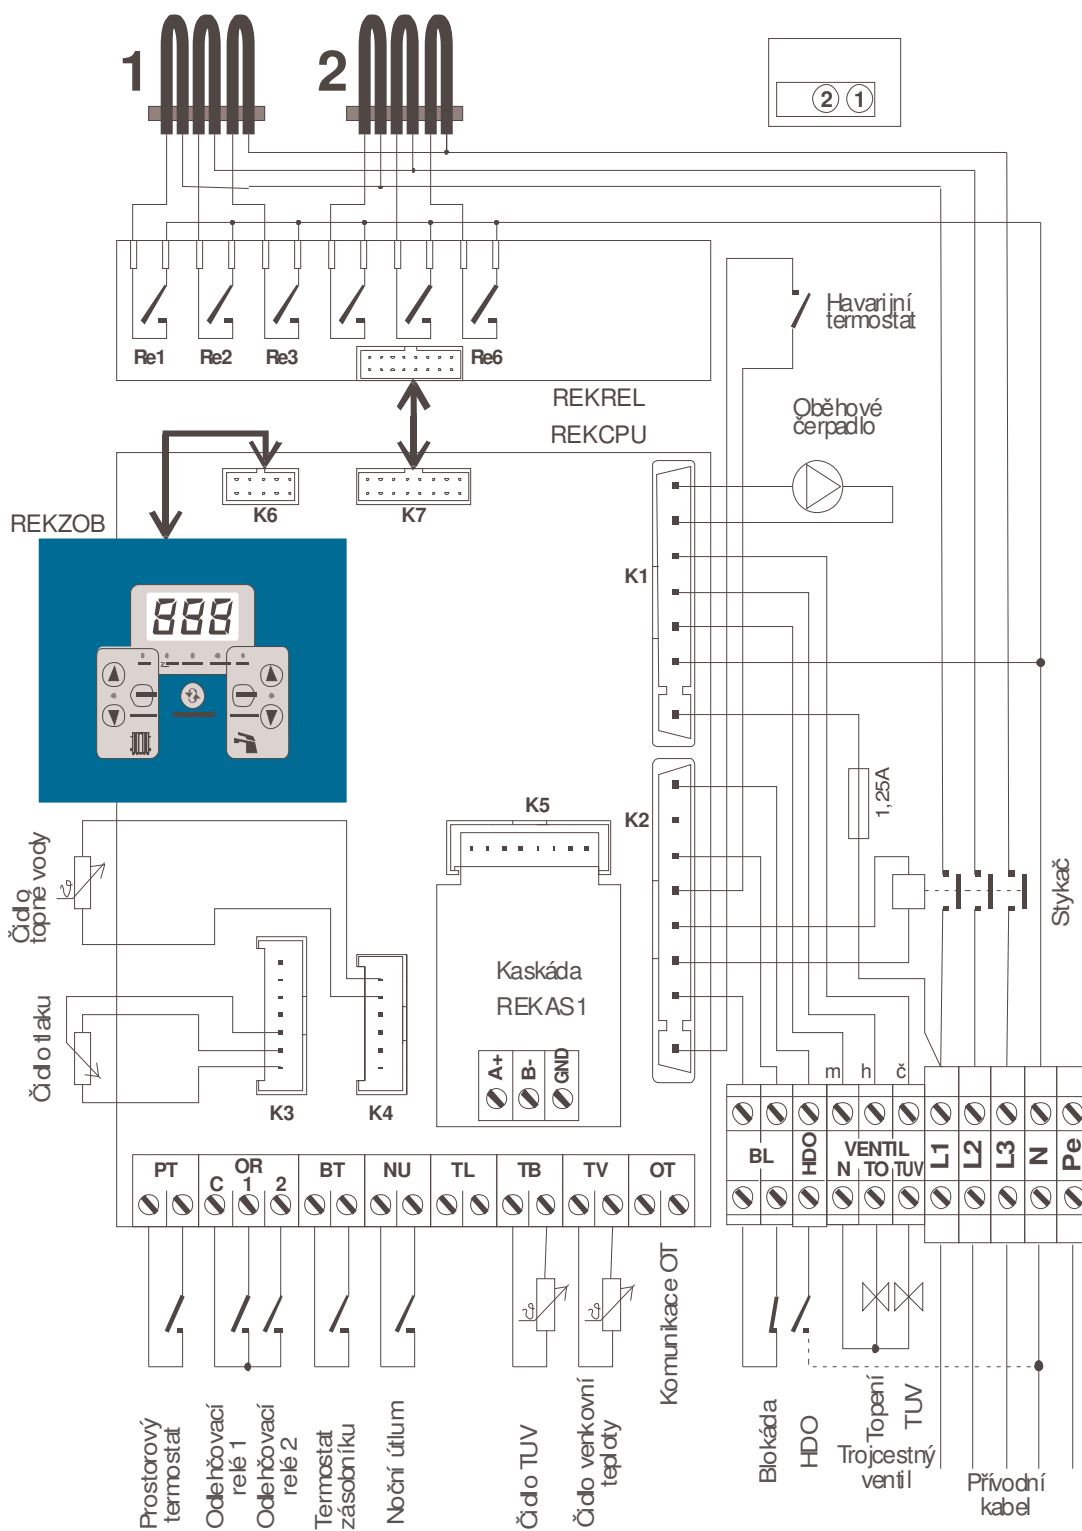 1
2
2 1
Re1
Re2
Re3
Re6
Havarijní
termostat
REKREL
REKCPU
Oběhové
čerpadlo
K6
K7
REKZOB
K1
1,25A
K5
K2
Čidlo
topné vody
Stykač
Kaskáda
REKAS1
Čidlo tlaku
A+
B-
GND
K3
K4
m
h
č
PT
OR
C
1
2
BT
NU
TL
TB
TV
OT
BL
HDO
VENTIL
N
TO
TUV
L1
L2
L3
N
Pe
Prostorový
termostat
Odlehčovací
relé 1
Odlehčovací
relé 2
Termostat
zásobníku
Noční útlum
Čidlo TUV
Čidlo venkovní
teploty
Komunikace OT
Blokáda
HDO
Topení
TUV
Trojcestný
ventil
Přívodní
kabel